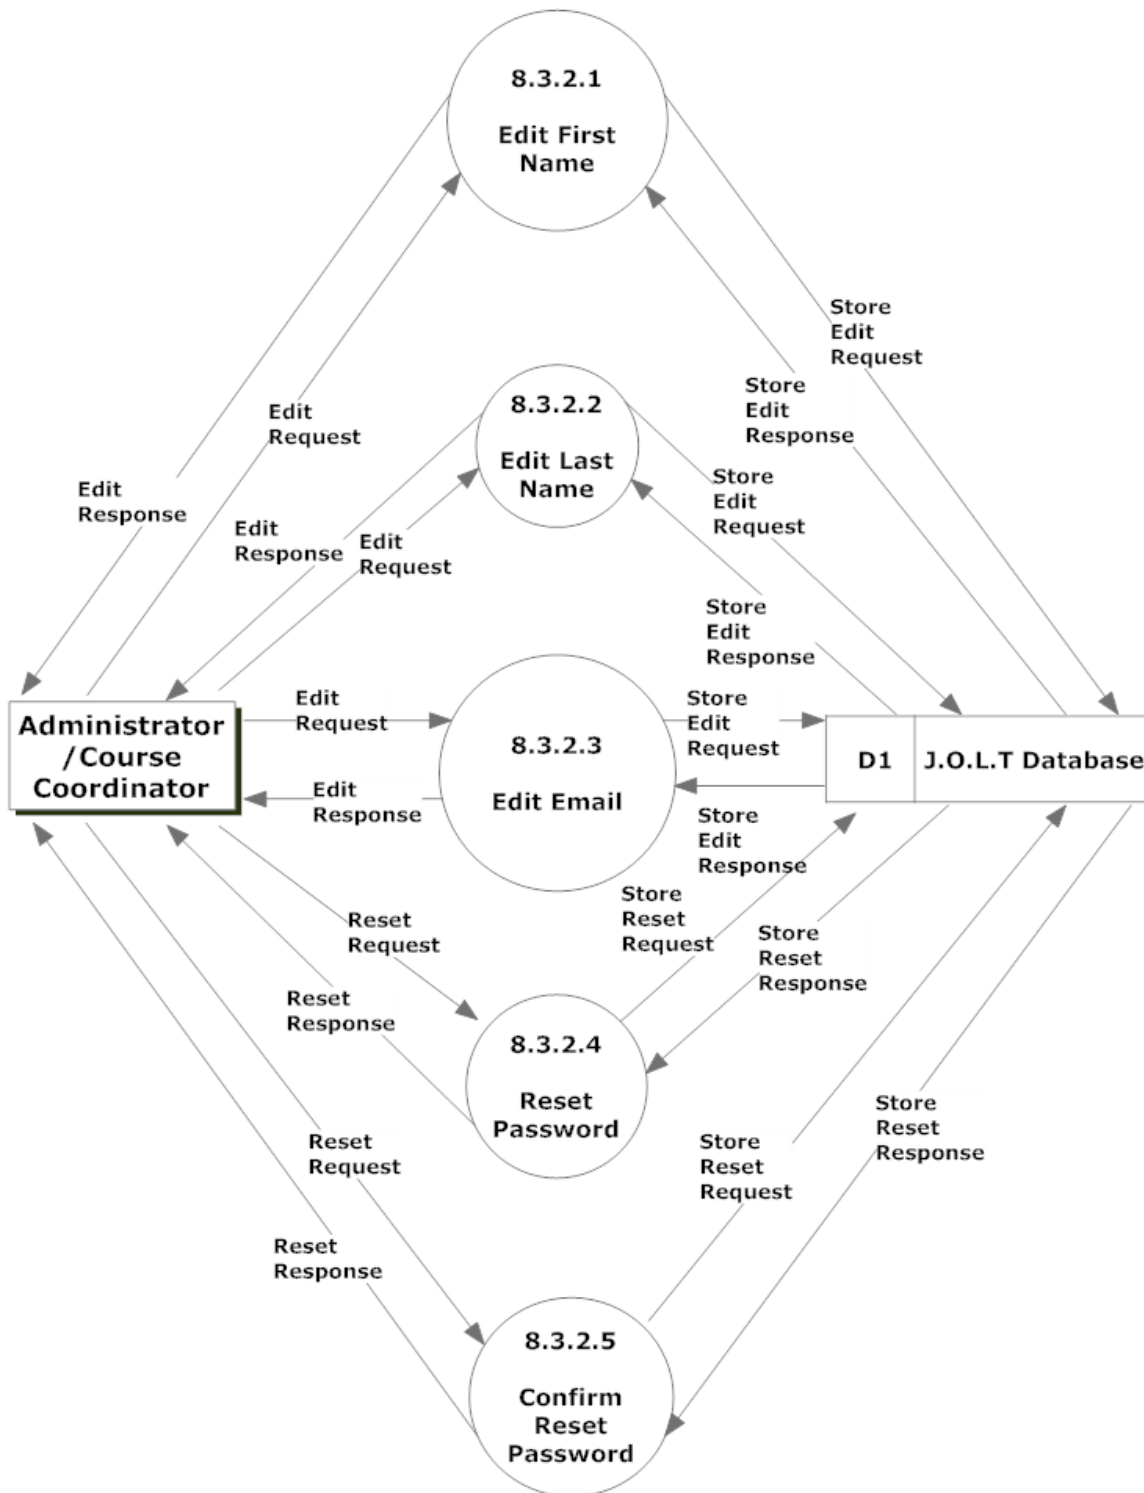 8.3.2.1
Edit First
Name
Store
Edit
Request
Store
Edit
Response
Edit
Request
Edit
Response
8.3.2.2
Edit Last
Name
Store
Edit
Request
Edit
Response
Edit
Request
Store
Edit
Response
Administrator
/Course
Coordinator
Edit
Request
8.3.2.3
Edit Email
Store
Edit
Request
D1
J.O.L.T Database
Edit
Response
Store
Edit
Response
Store
Reset
Request
Reset
Request
Store
Reset
Response
Reset
Response
8.3.2.4
Reset
Password
Store
Reset
Response
Reset
Request
Store
Reset
Request
Reset
Response
8.3.2.5
Confirm
Reset
Password